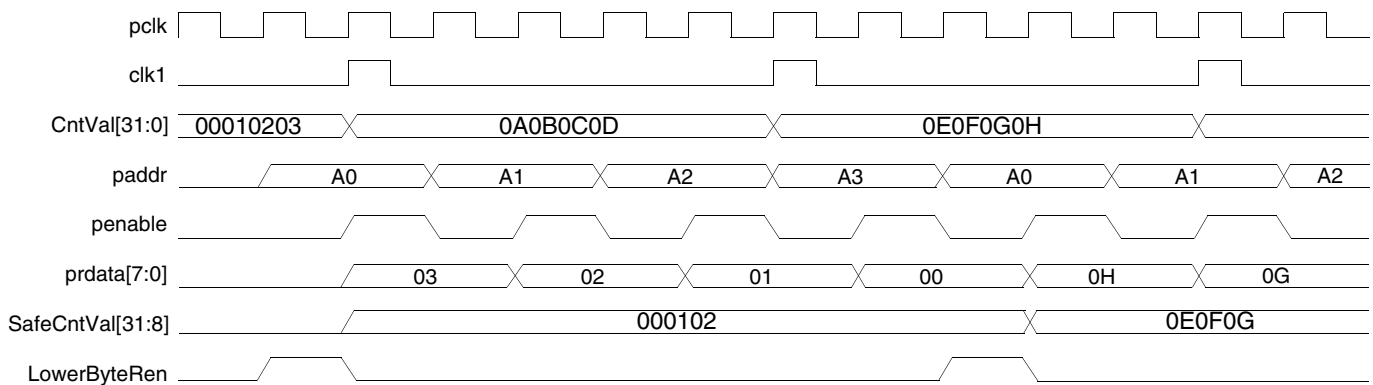 pclk
clk1
CntVal[31:0] 00010203 0A0B0C0D 0E0F0G0H
paddr A0 A1 A2 A3 A0 A1 A2
penable
prdata[7:0] 03 02 01 00 0H 0G
SafeCntVal[31:8] 000102 0E0F0G
LowerByteRen